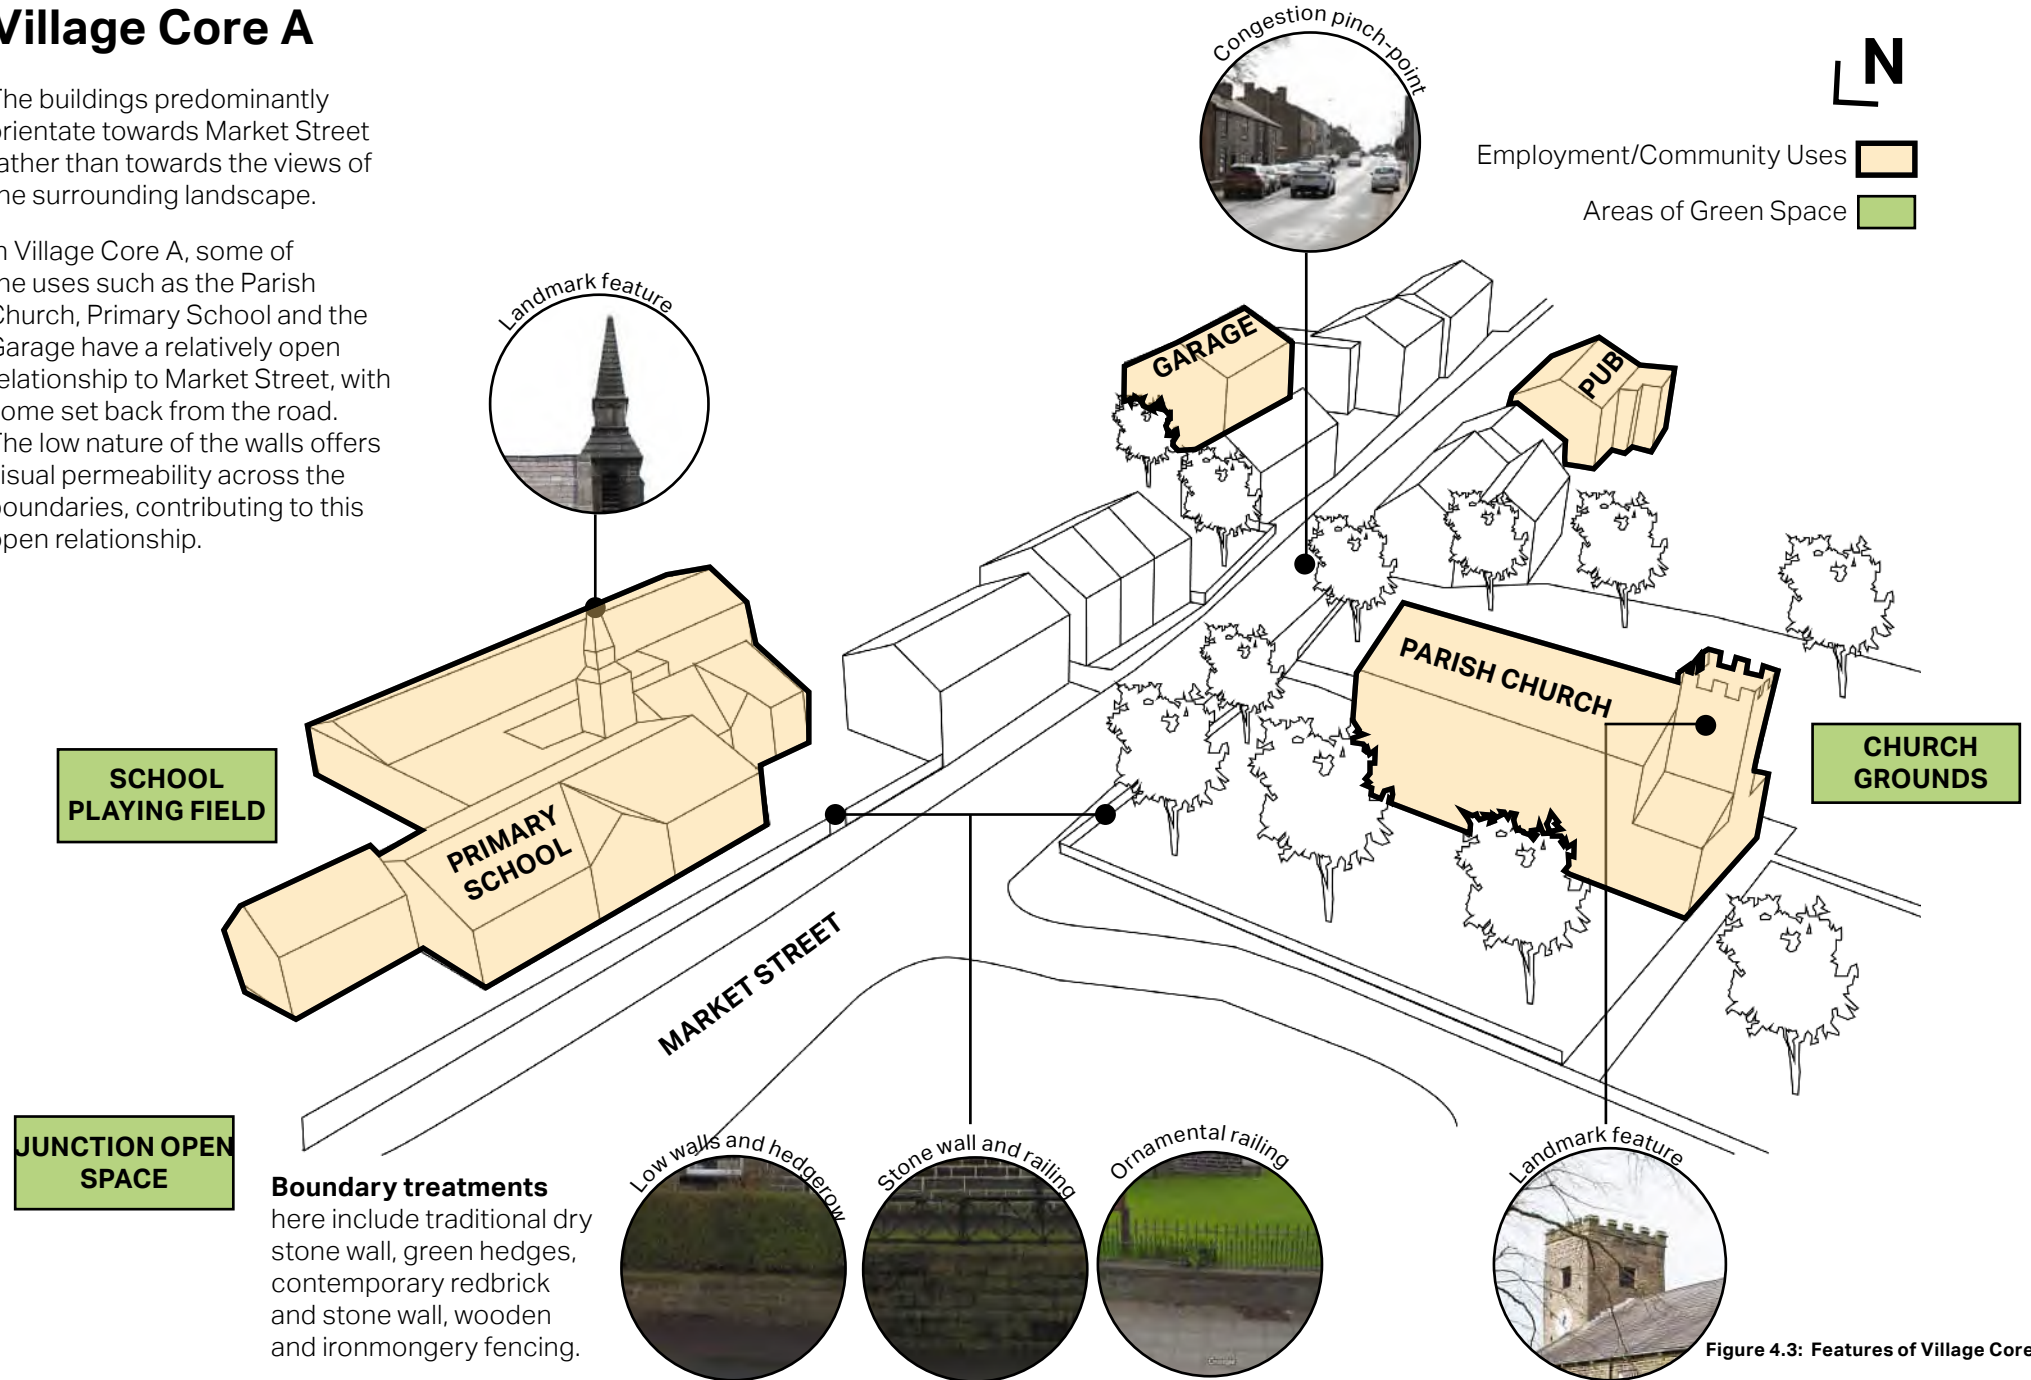 Village Core A
The buildings predominantly
orientate towards Market Street
rather than towards the views of
the surrounding landscape.
In Village Core A, some of
the uses such as the Parish
Church, Primary School and the
Garage have a relatively open
relationship to Market Street, with
some set back from the road.
The low nature of the walls offers
visual permeability across the
boundaries, contributing to this
open relationship.
Landmark feature
Congestion pinch-point
N
Employment/Community Uses
Areas of Green Space
GARAGE
PUB
PARISH CHURCH
CHURCH
GROUNDS
SCHOOL
PLAYING FIELD
PRIMARY
SCHOOL
MARKET STREET
JUNCTION OPEN
SPACE
Boundary treatments
here include traditional dry
stone wall, green hedges,
contemporary redbrick
and stone wall, wooden
and ironmongery fencing.
Low walls and hedgerow
Stone wall and railing
Ornamental railing
Landmark feature
Figure 4.3: Features of Village Core